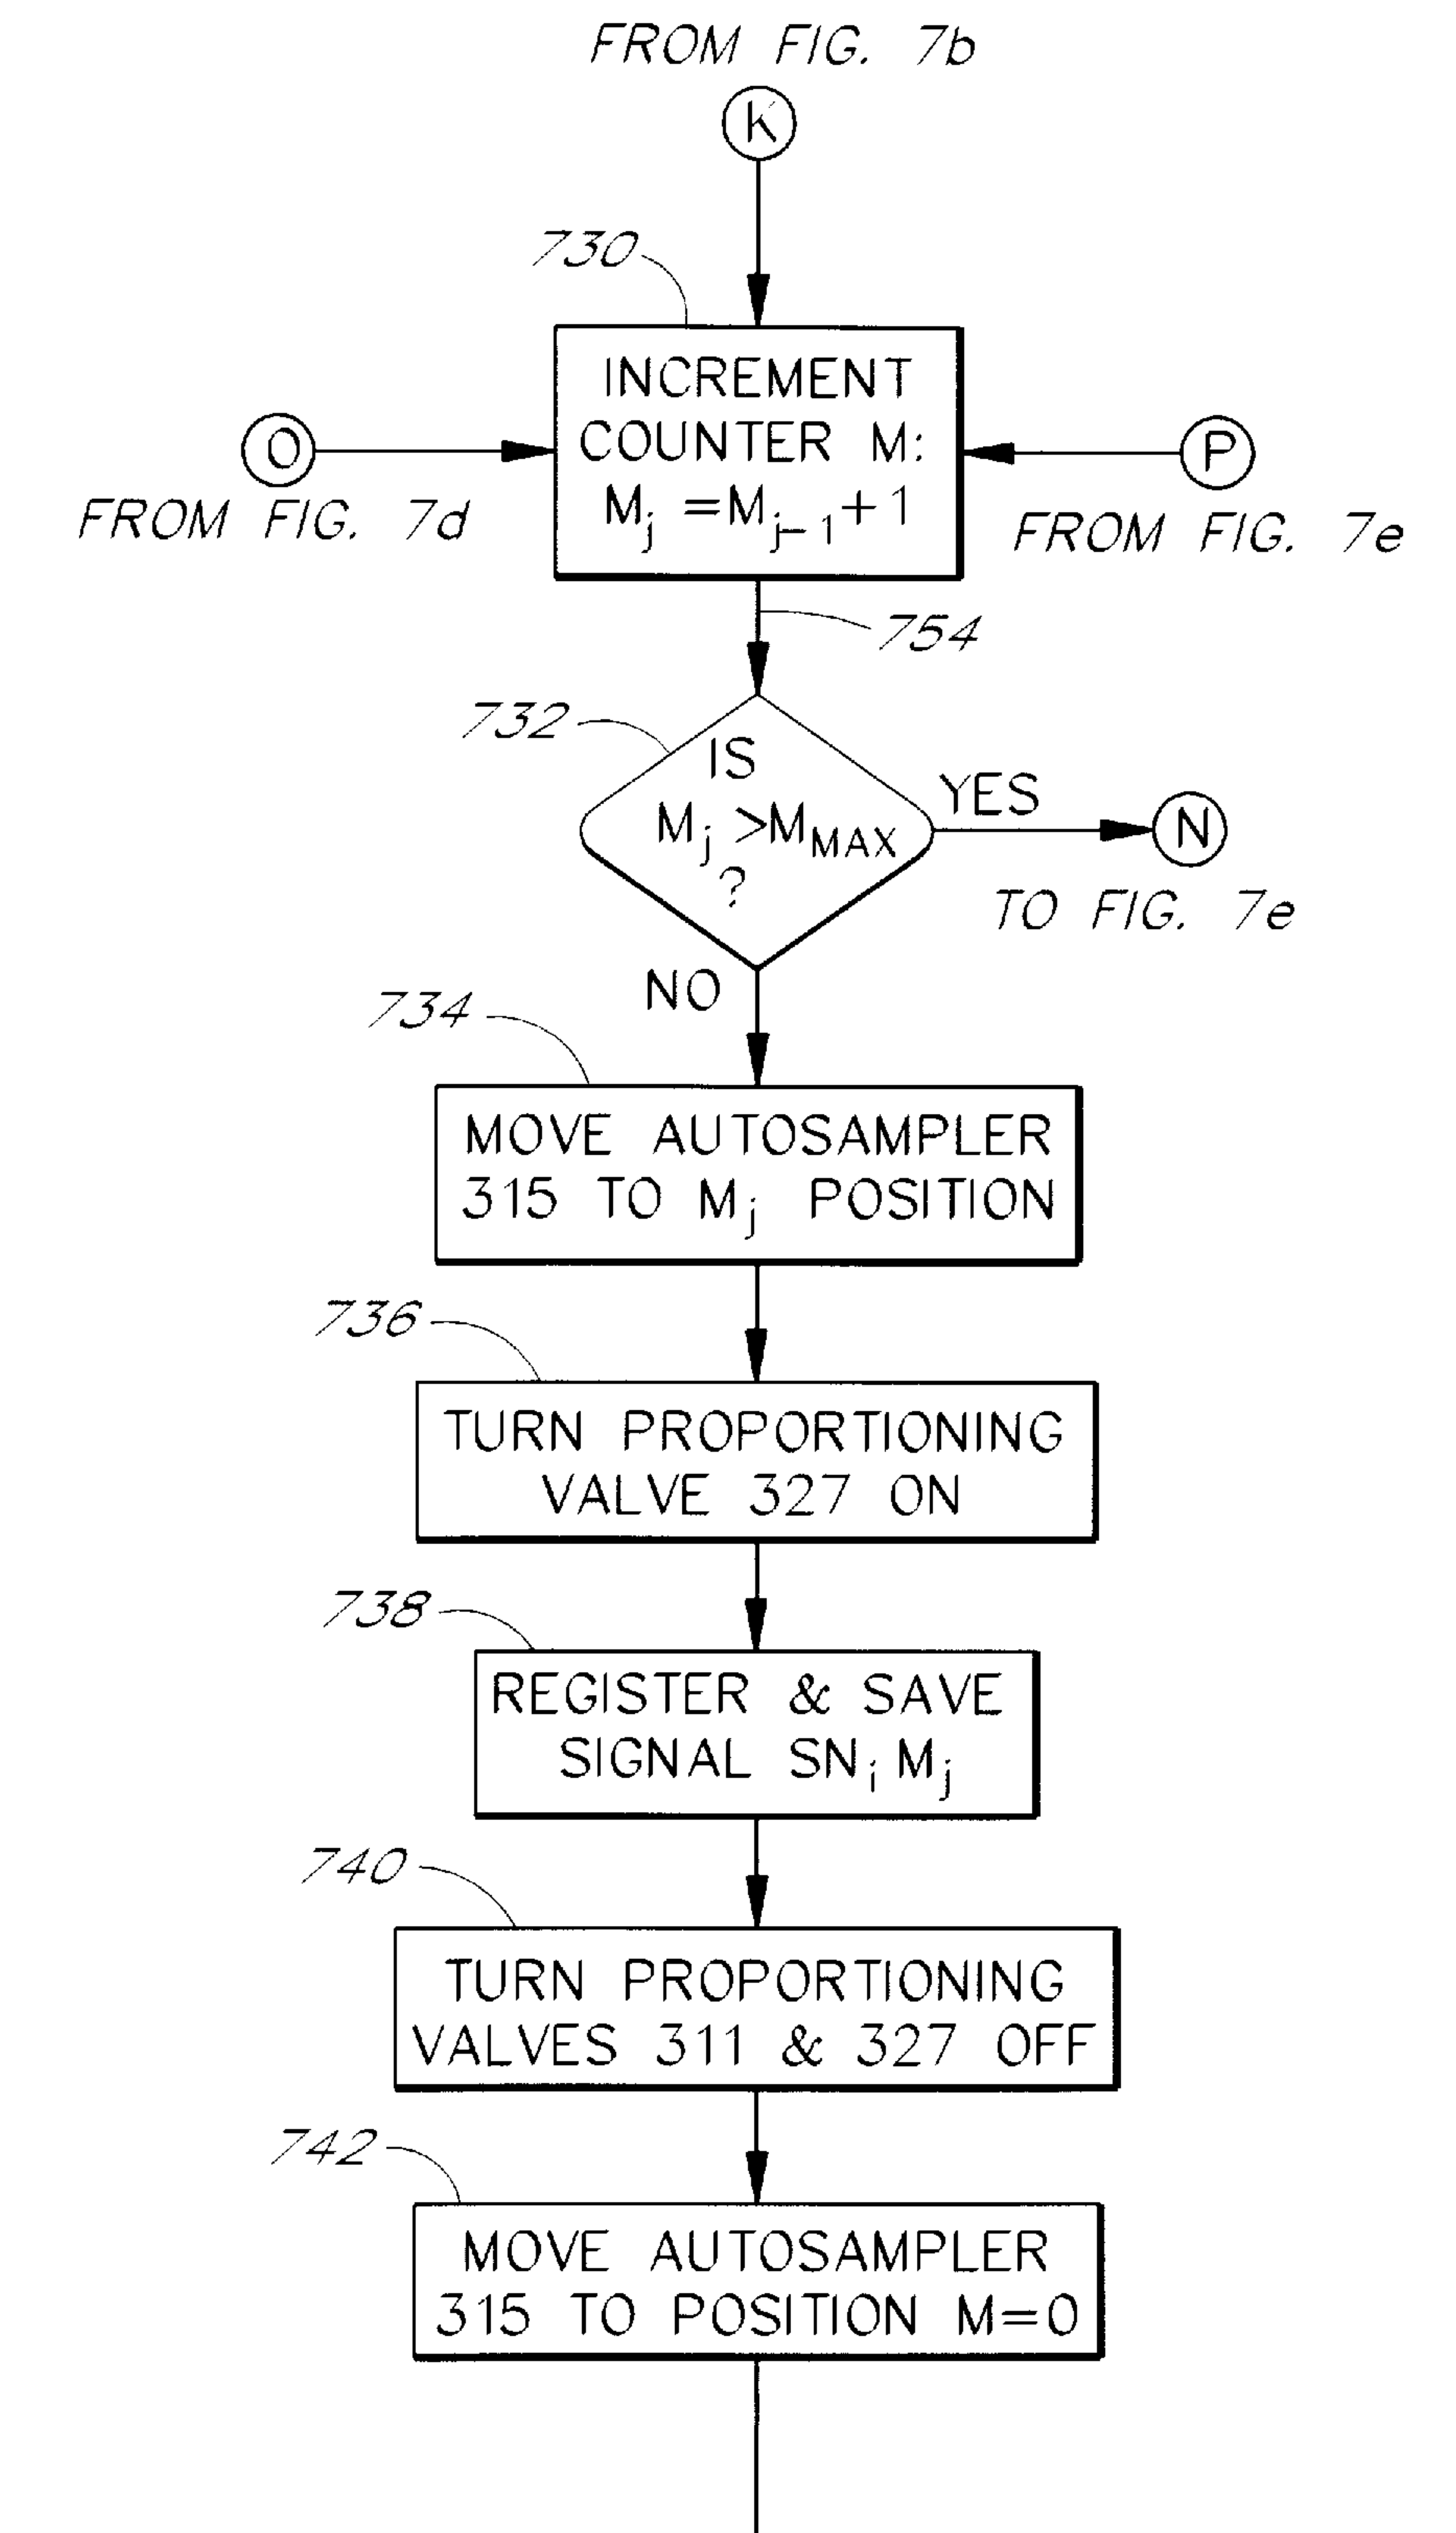 FROM FIG. 7b
K
730
INCREMENT
COUNTER M:
Mj =Mj-1+1
O
FROM FIG. 7d
P
FROM FIG. 7e
754
732
IS
Mj >MMAX
?
YES
N
TO FIG. 7e
NO
734
MOVE AUTOSAMPLER
315 TO Mj POSITION
736
TURN PROPORTIONING
VALVE 327 ON
738
REGISTER & SAVE
SIGNAL SNi Mj
740
TURN PROPORTIONING
VALVES 311 & 327 OFF
742
MOVE AUTOSAMPLER
315 TO POSITION M=0